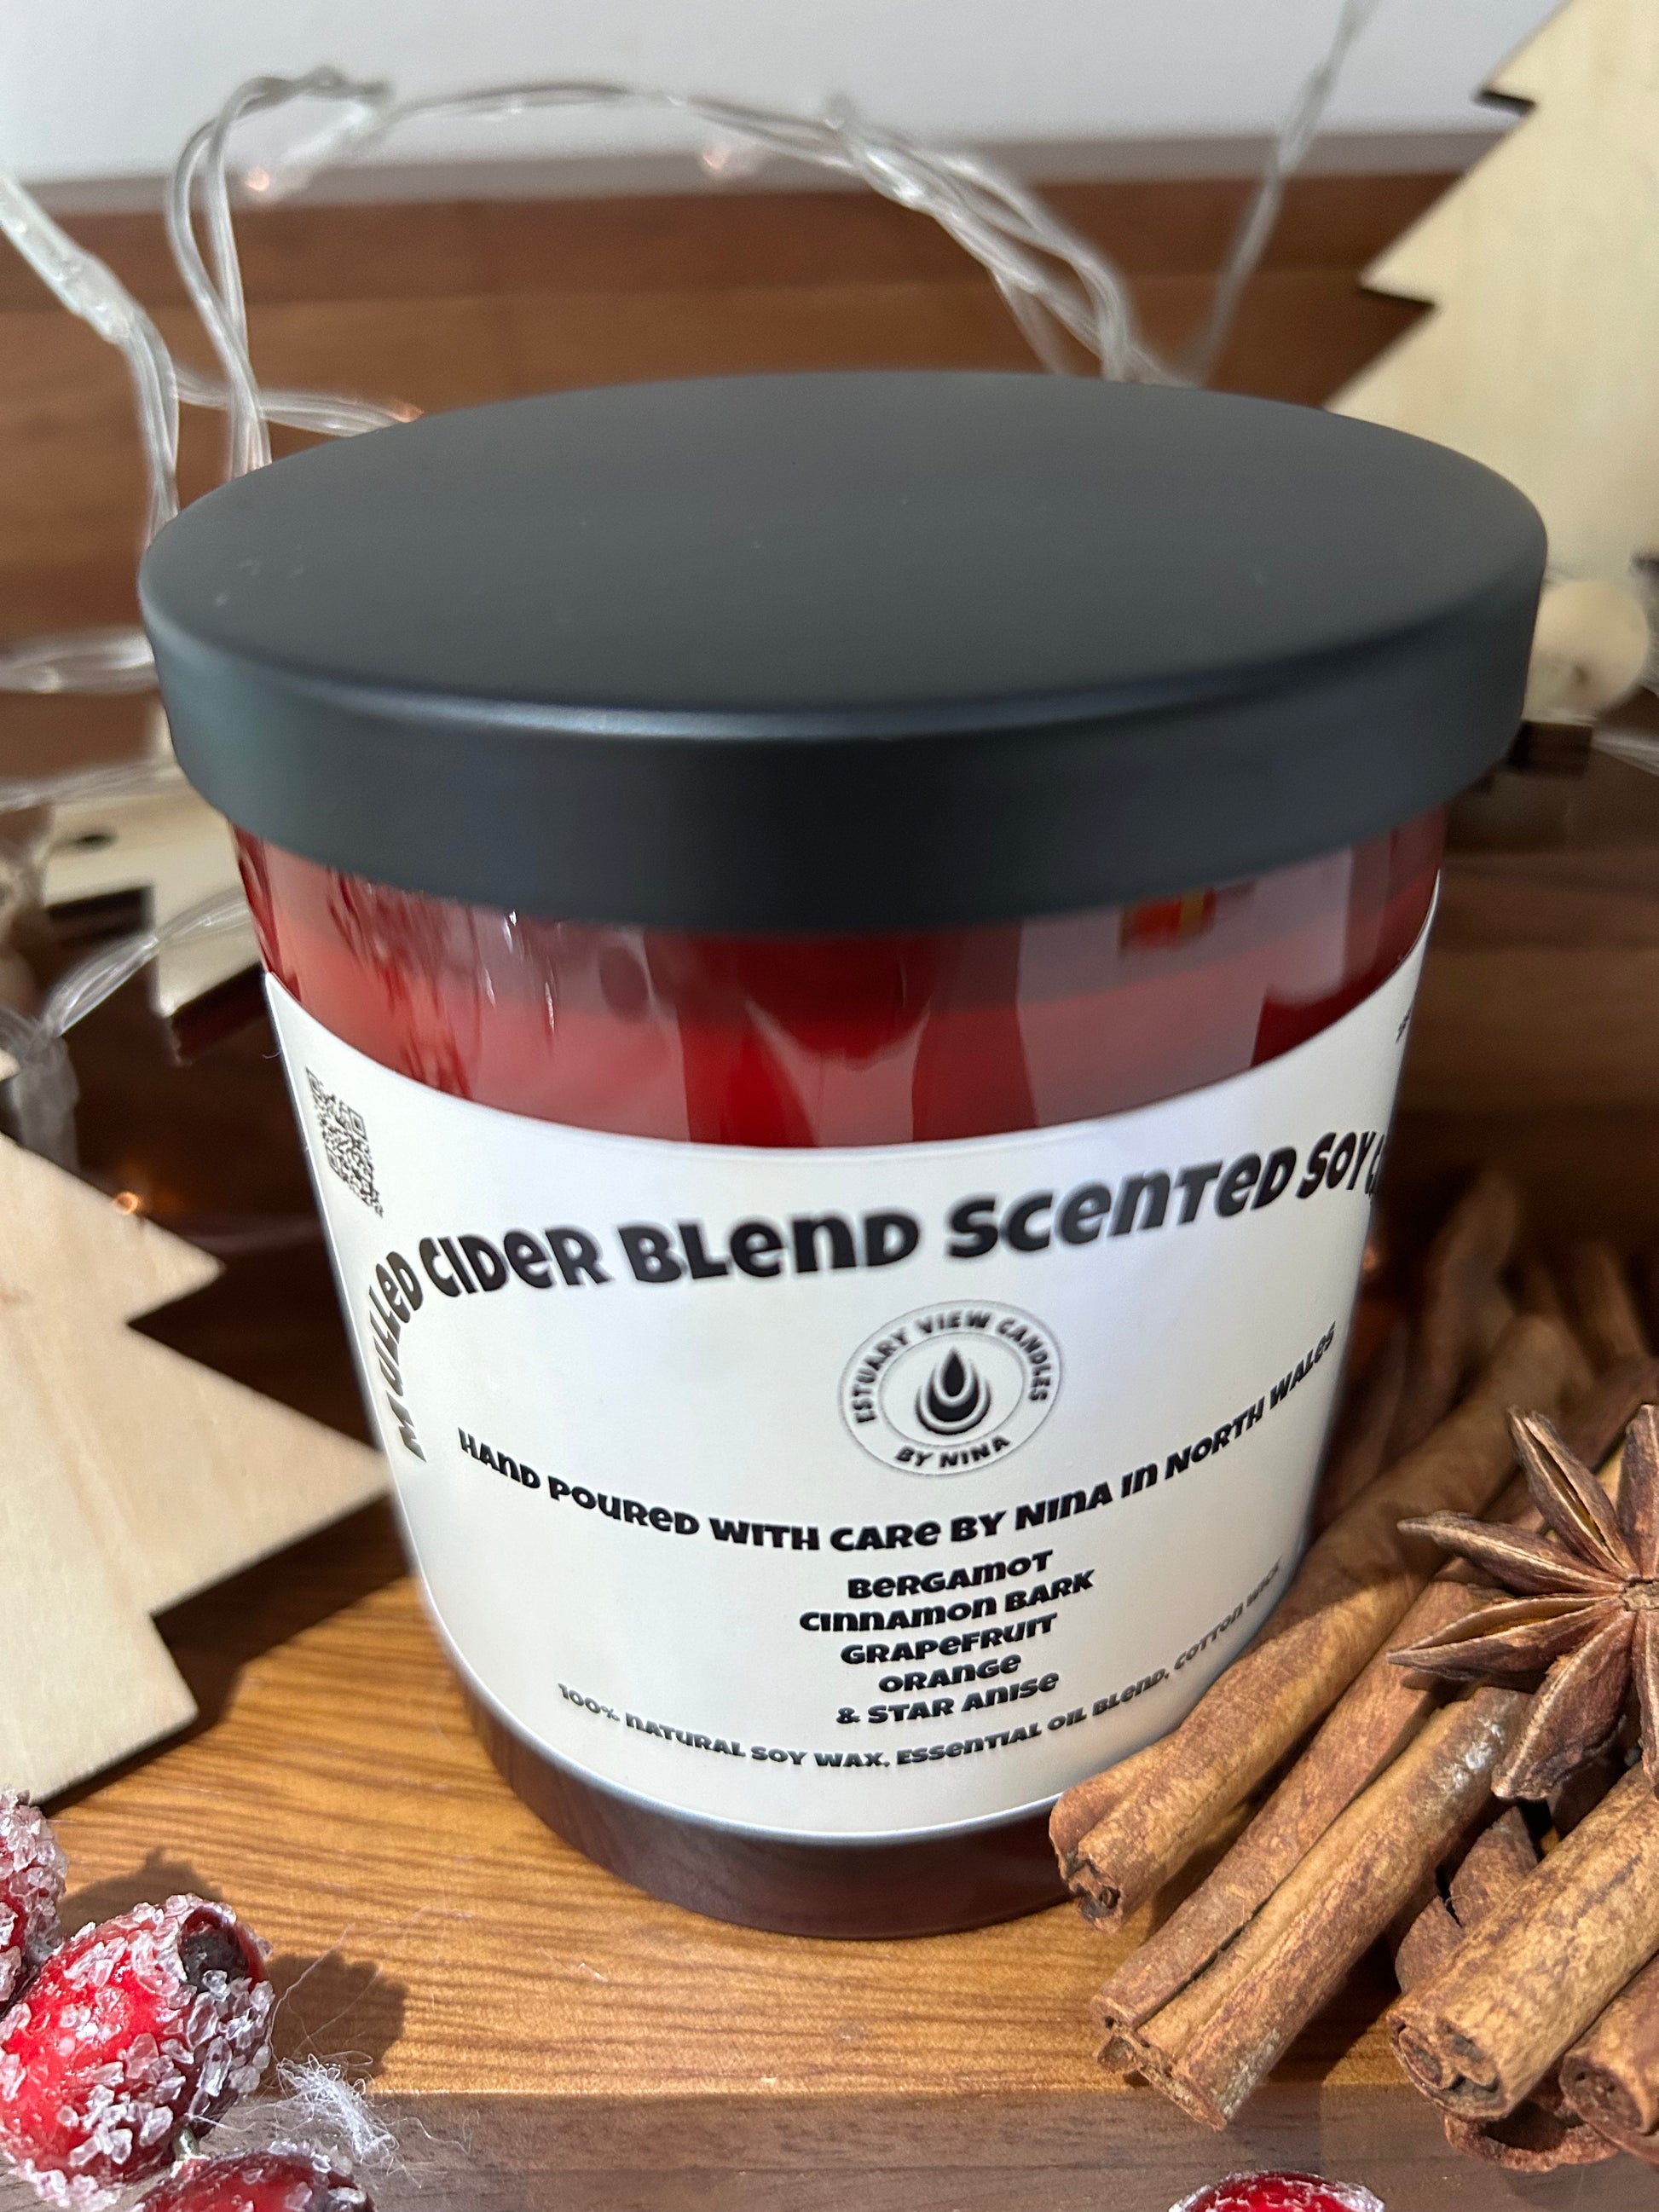 MULLED CIDER BLEND SCENTED SOY
ESTUARY VIEW CANDLES
BY NINA
HAND POURED WITH CARE BY NINA IN NORTH WALES
BERGAMOT
CINNAMON BARK
GRAPEFRUIT
ORANGE
& STAR ANISE
100% NATURAL SOY WAX, ESSENTIAL OIL BLEND, COTTON WICK